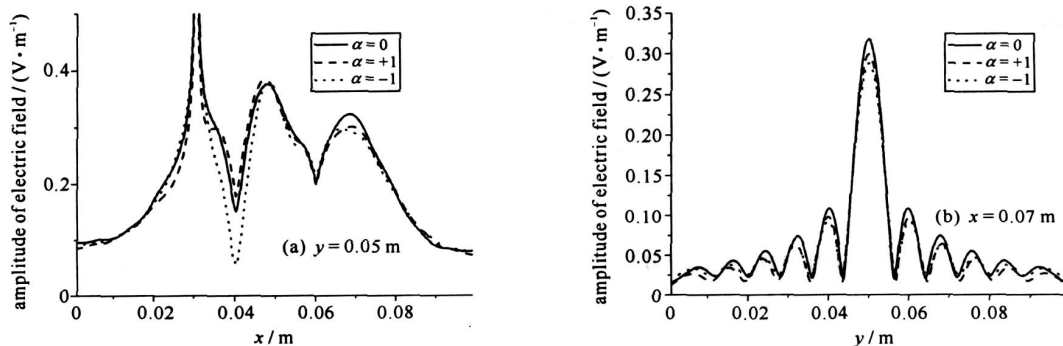 amplitude of electric field / (V · m⁻¹)
0.4
0.2
0
α = 0
α = +1
α = −1
(a) y = 0.05 m
0
0.02
0.04
0.06
0.08
x / m
amplitude of electric field / (V · m⁻¹)
0.35
0.30
0.25
0.20
0.15
0.10
0.05
0
α = 0
α = +1
α = −1
(b) x = 0.07 m
0
0.02
0.04
0.06
0.08
y / m